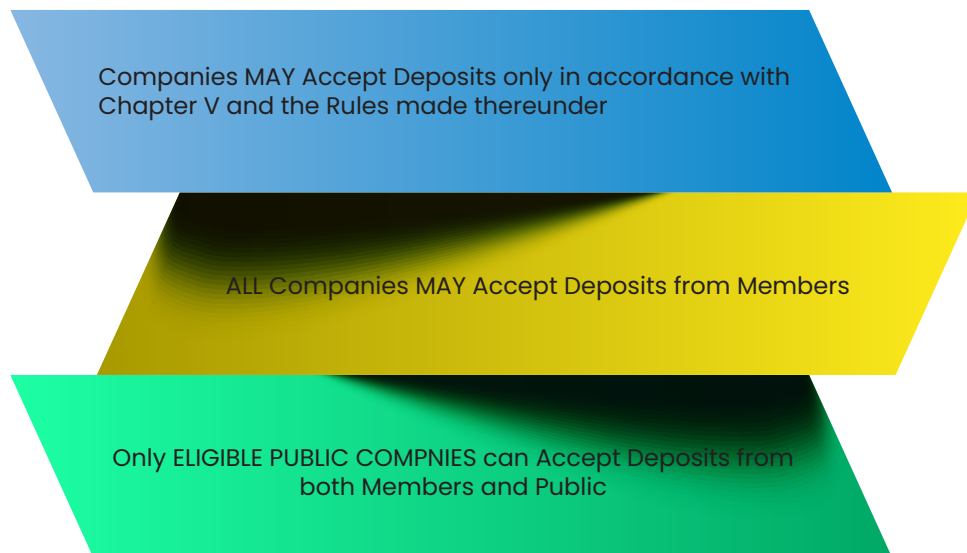 Companies MAY Accept Deposits only in accordance with
Chapter V and the Rules made thereunder
ALL Companies MAY Accept Deposits from Members
Only ELIGIBLE PUBLIC COMPNIES can Accept Deposits from
both Members and Public